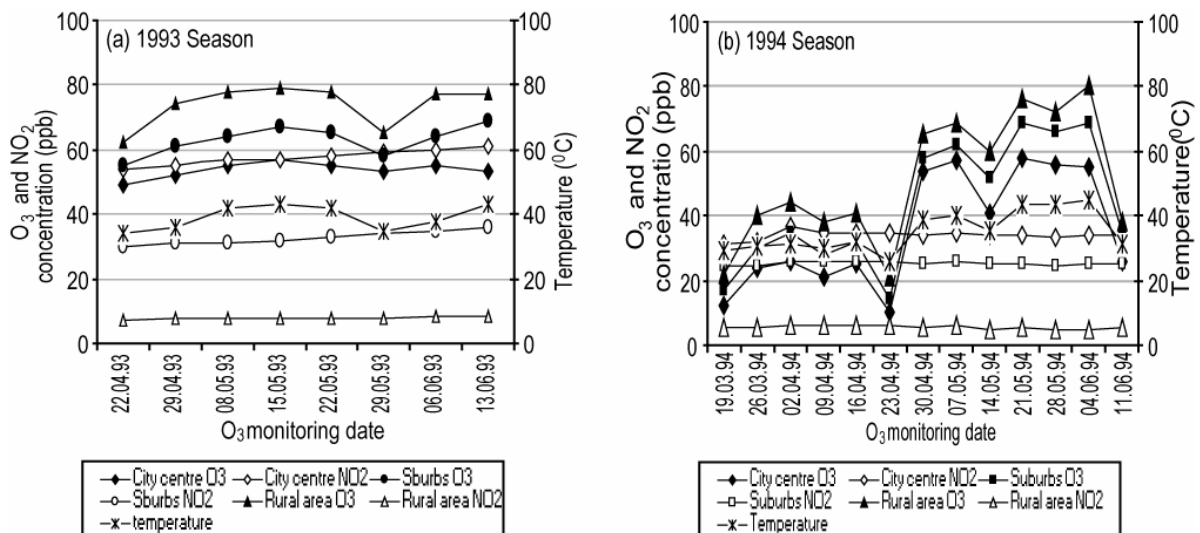 (a) 1993 Season
O3 and NO2
concentration (ppb)
100
80
60
40
20
0
100
80
60
40
20
0
Temperature (0C)
22.04.93
29.04.93
08.05.93
15.05.93
22.05.93
29.05.93
06.06.93
13.06.93
O3 monitoring date
City centre O3
City centre NO2
Sburbs O3
Sburbs NO2
Rural area O3
Rural area NO2
temperature
(b) 1994 Season
O3 and NO2
concentratio (ppb)
100
80
60
40
20
0
100
80
60
40
20
0
Temperature(0C)
19.03.94
26.03.94
02.04.94
09.04.94
16.04.94
23.04.94
30.04.94
07.05.94
14.05.94
21.05.94
28.05.94
04.06.94
11.06.94
O3 monitoring date
City centre O3
City centre NO2
Suburbs O3
Suburbs NO2
Rural area O3
Rural area NO2
Temperature